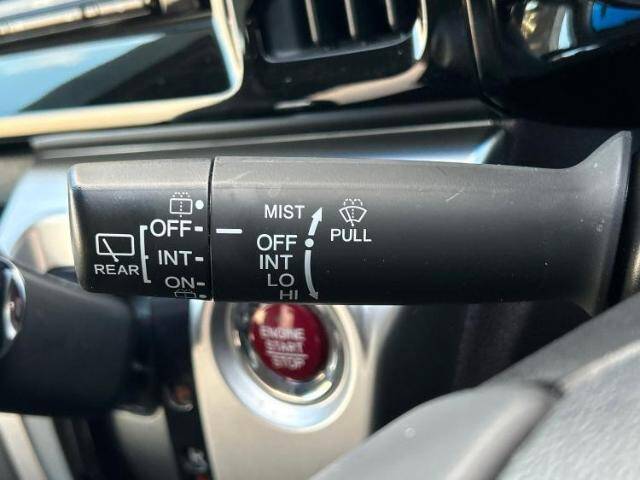 OFF
INT
ON
REAR
MIST
OFF
INT
LO
HI
PULL
ENGINE
START
STOP